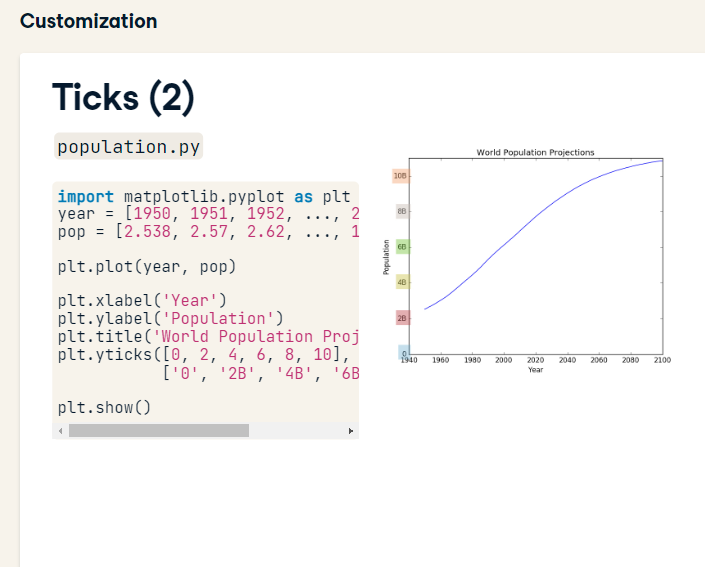 Customization
Ticks (2)
population.py
import matplotlib.pyplot as plt
year = [1950, 1951, 1952, ..., 2
pop = [2.538, 2.57, 2.62, ..., 1
plt.plot(year, pop)
plt.xlabel('Year')
plt.ylabel('Population')
plt.title('World Population Proj
plt.yticks([0, 2, 4, 6, 8, 10],
['0', '2B', '4B', '6B
plt.show()
World Population Projections
10B
8B
6B
4B
2B
0
Population
1940 1960 1980 2000 2020 2040 2060 2080 2100
Year